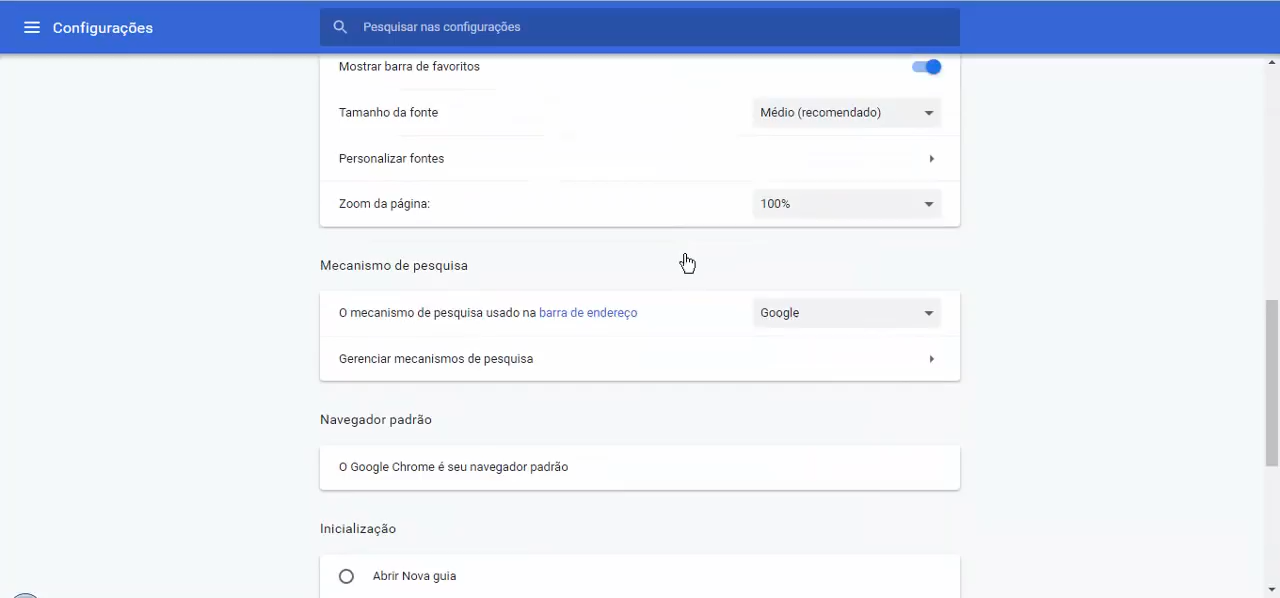 Configurações
Pesquisar nas configurações
Mostrar barra de favoritos
Tamanho da fonte
Médio (recomendado)
Personalizar fontes
Zoom da página:
100%
Mecanismo de pesquisa
O mecanismo de pesquisa usado na barra de endereço
Google
Gerenciar mecanismos de pesquisa
Navegador padrão
O Google Chrome é seu navegador padrão
Inicialização
Abrir Nova guia